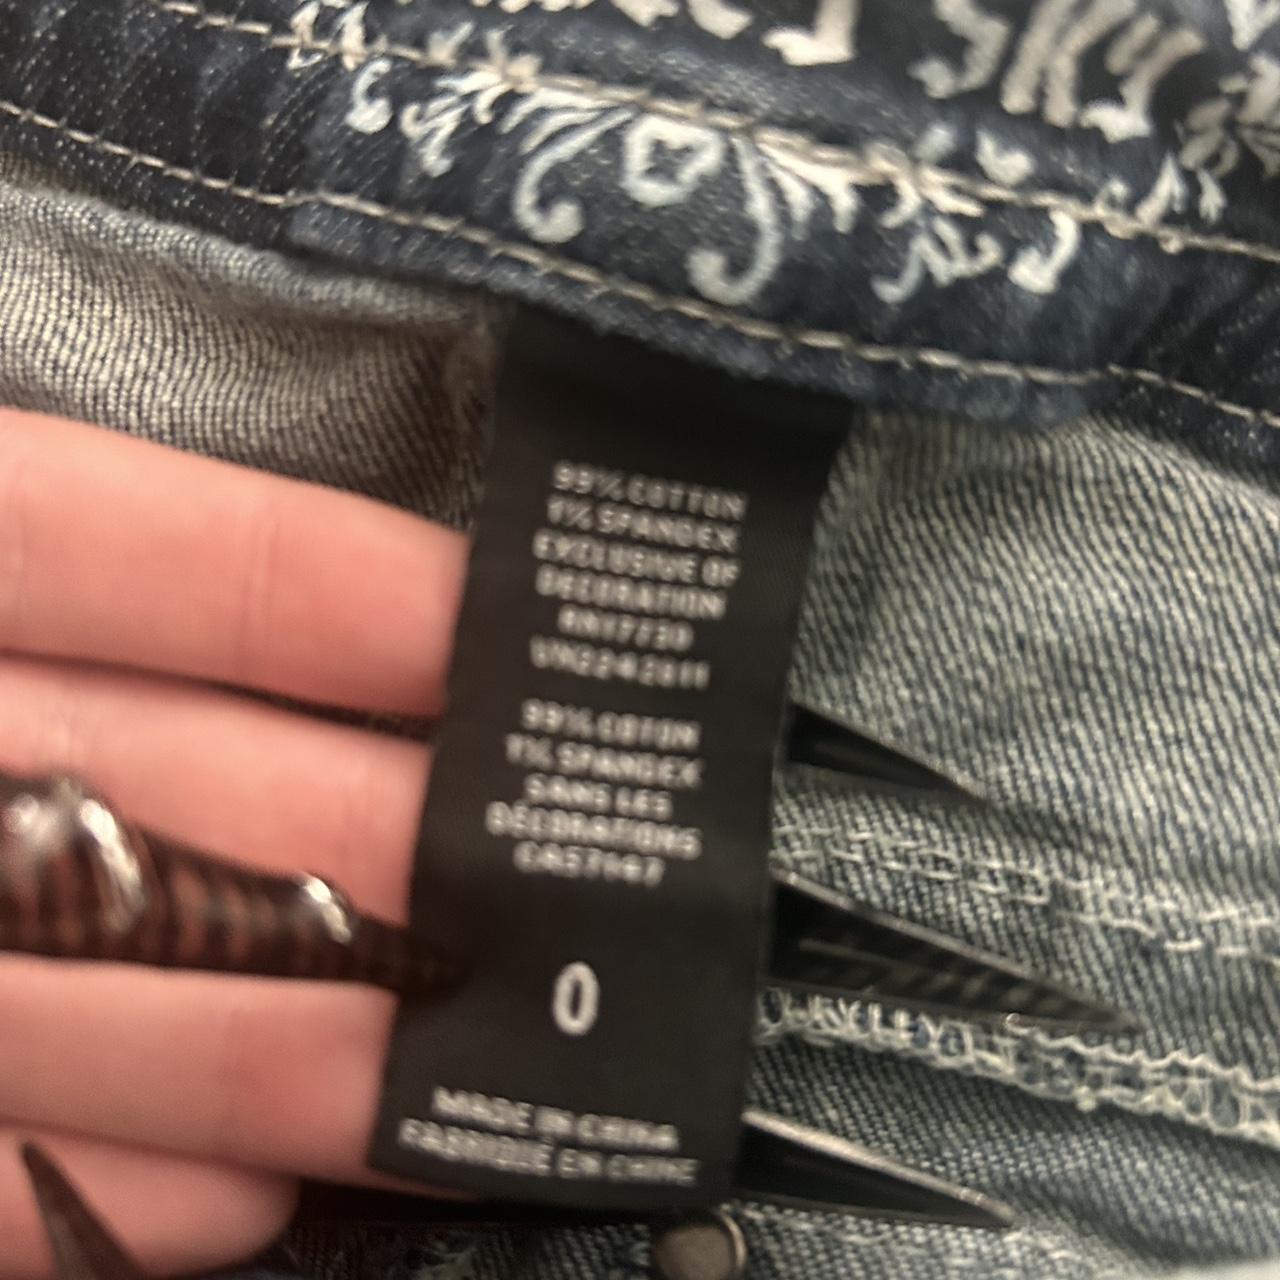 99% COTTON
1% SPANDEX
EXCLUSIVE OF
DECORATION
RN17730
99% COTON
1% SPANDEX
SANS LES
DÉCORATIONS
0
MADE IN CHINA
FABRIQUÉ EN CHINE